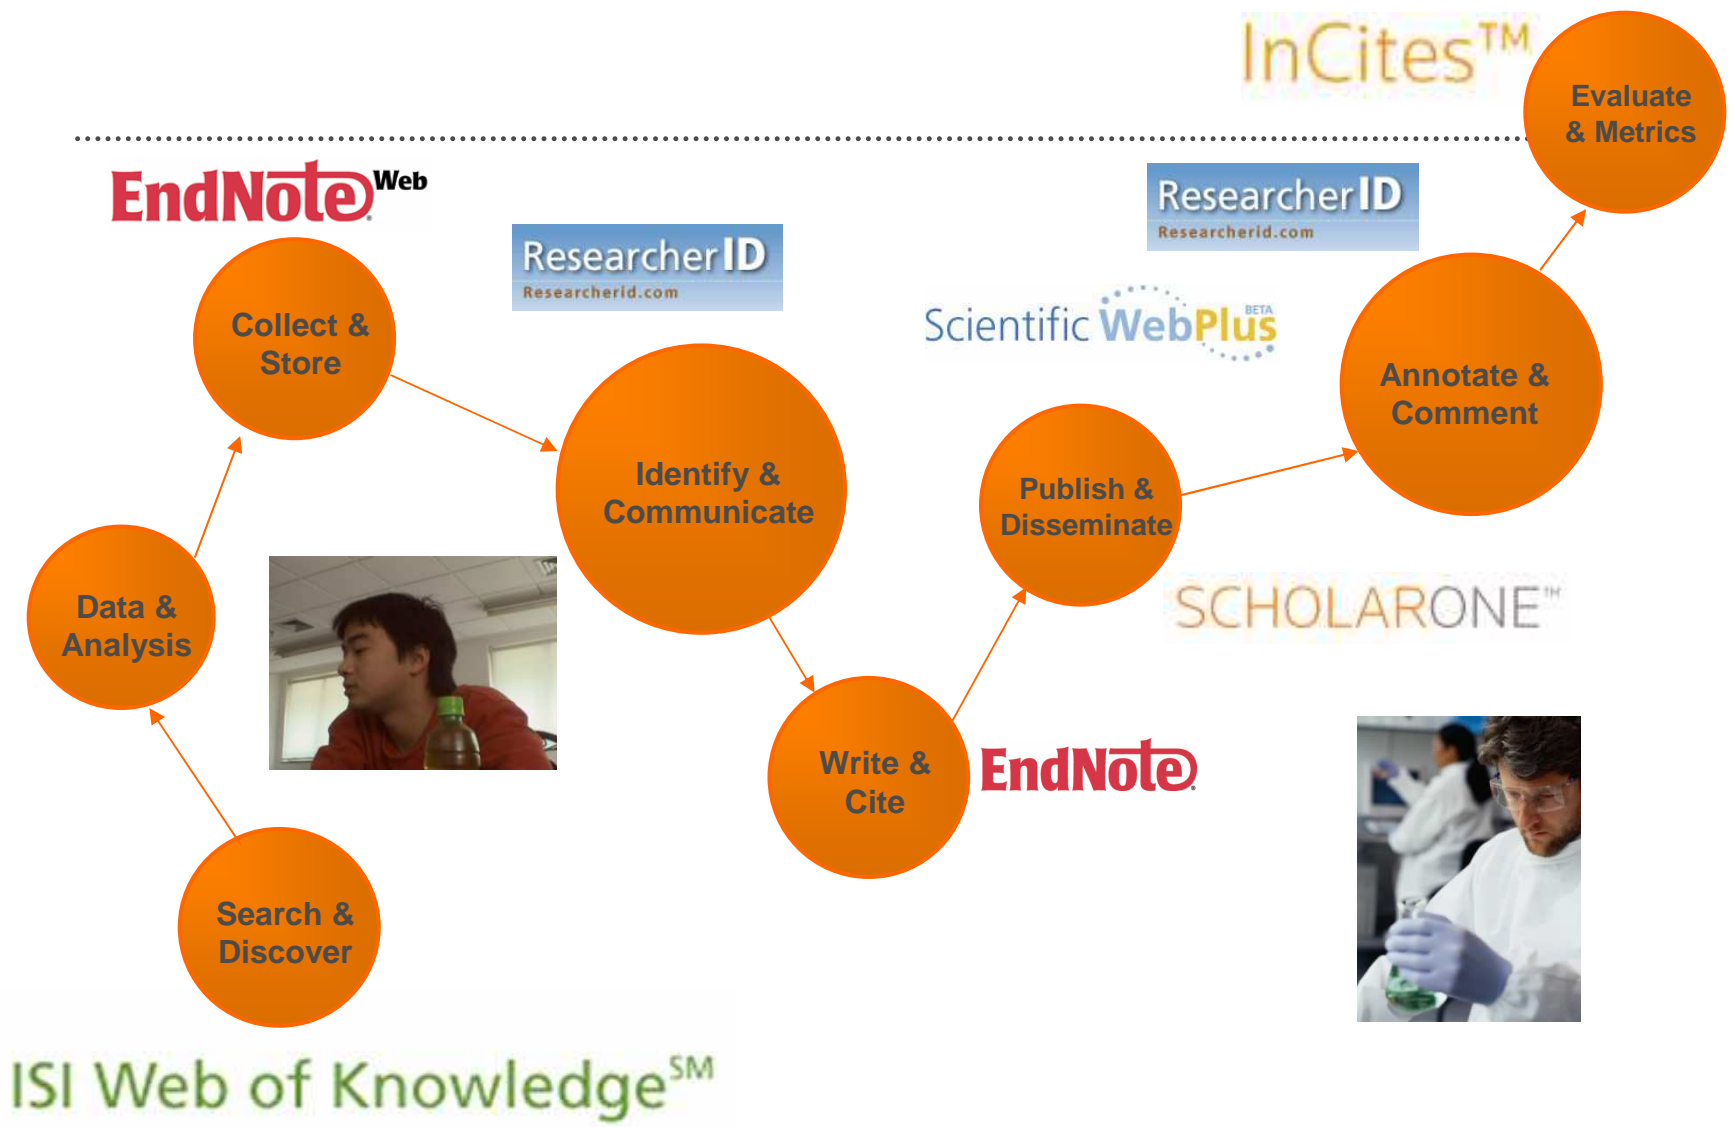 InCites™
Evaluate
& Metrics
EndNote Web
ResearcherID
Researcherid.com
ResearcherID
Researcherid.com
Scientific WebPlus BETA
Collect &
Store
Identify &
Communicate
Publish &
Disseminate
Annotate &
Comment
Data &
Analysis
SCHOLARONE™
Write &
Cite
EndNote
Search &
Discover
ISI Web of Knowledge℠